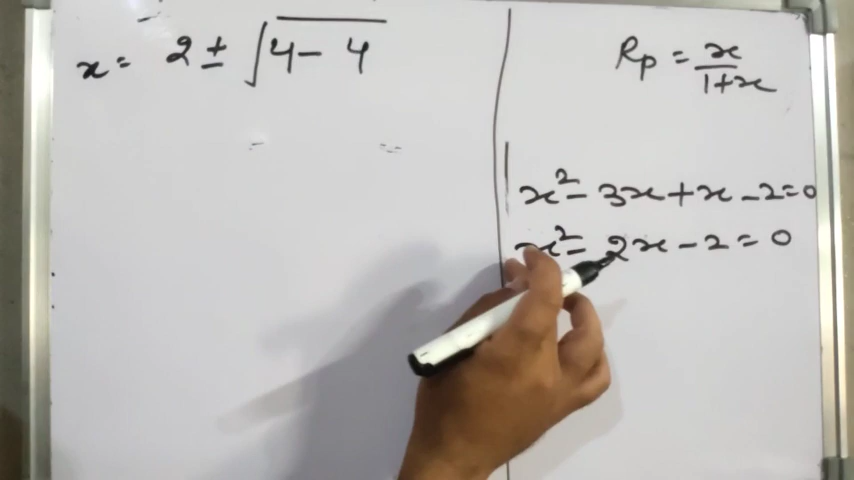 x = 2 ± √4 - 4
Rp = x/1+x
x² - 3x + x - 2 = 0
x² - 2x - 2 = 0